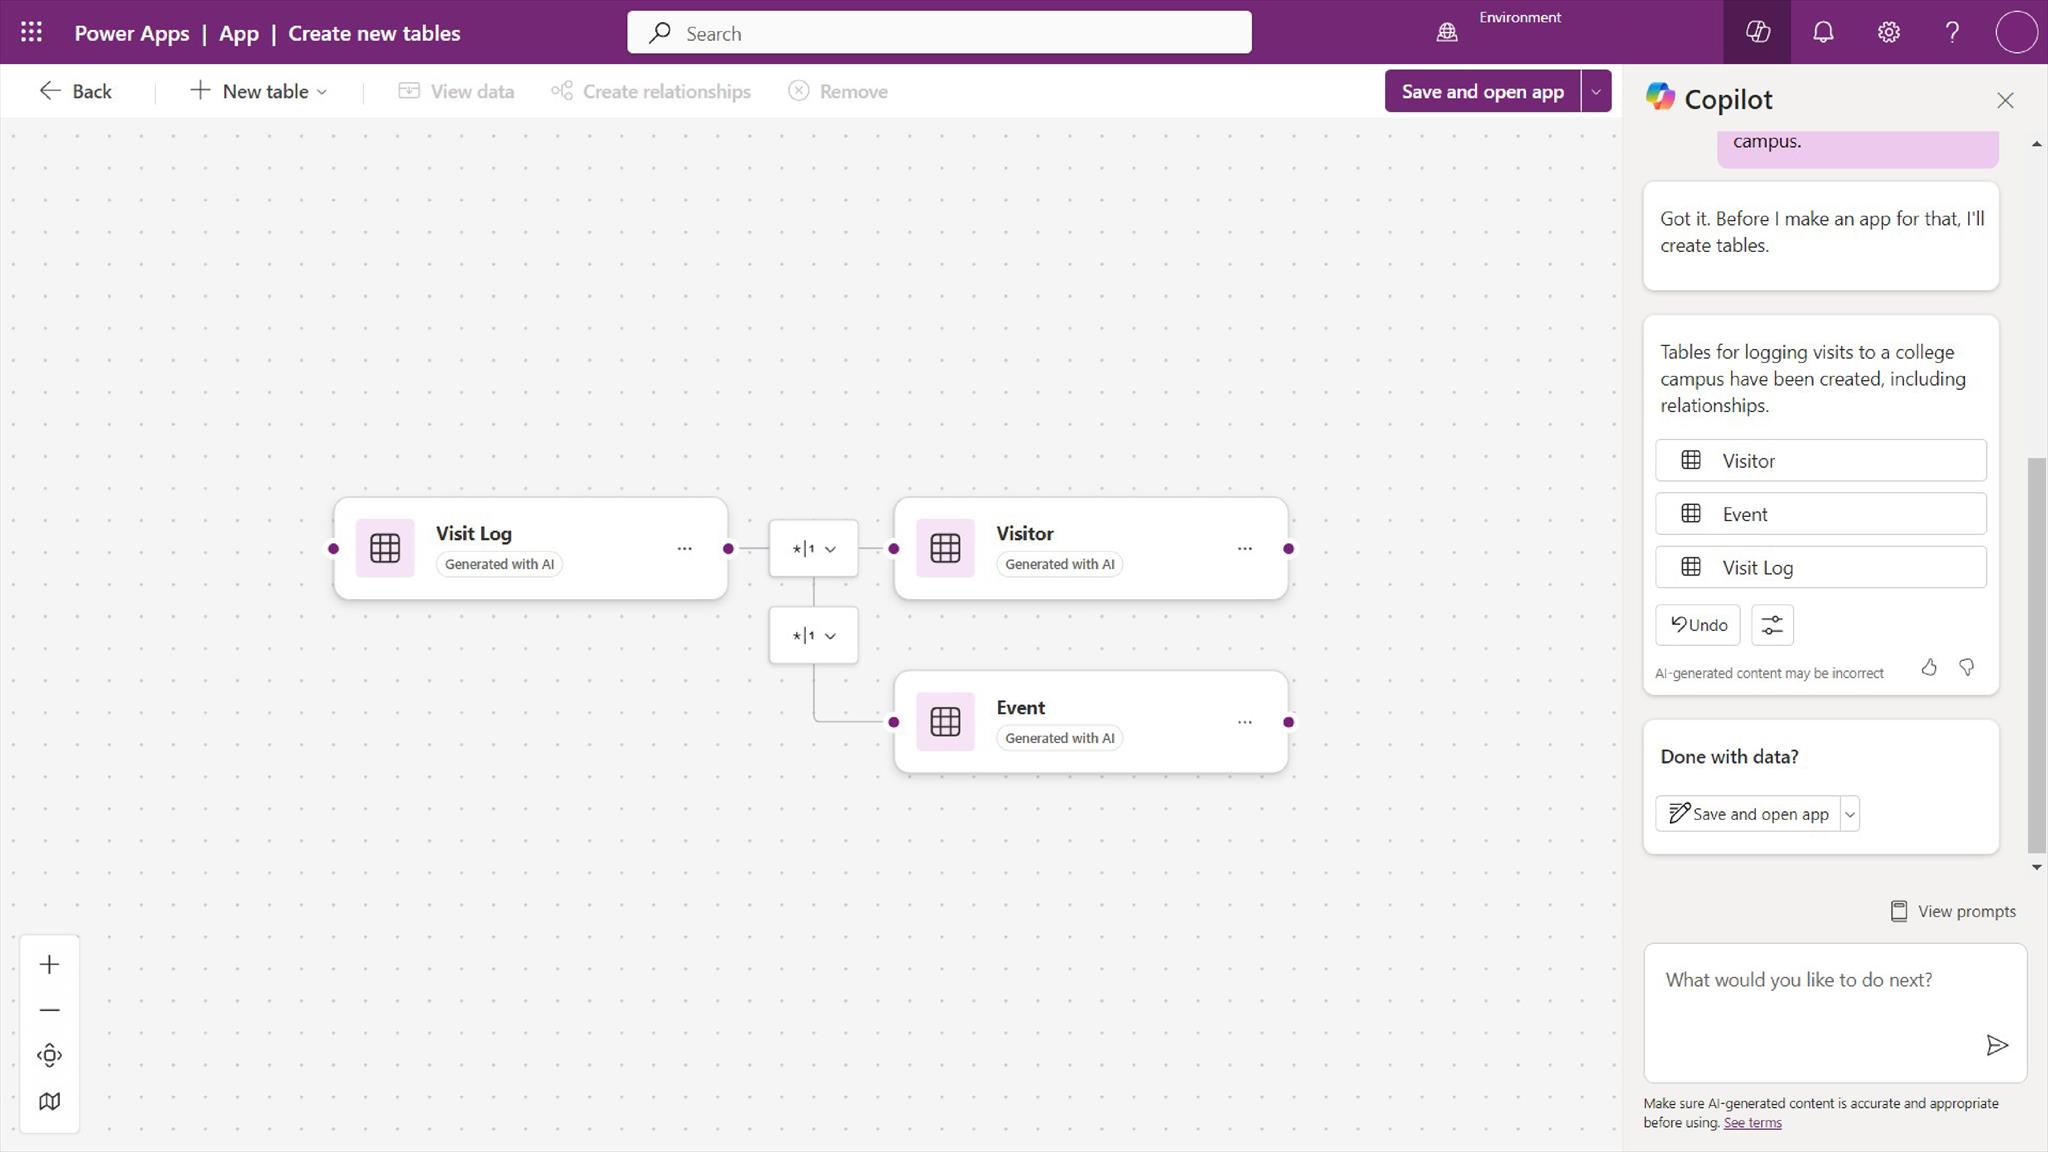 Power Apps | App | Create new tables
Search
Environment
Back
New table
View data
Create relationships
Remove
Save and open app
Visit Log
Generated with AI
*|1
Visitor
Generated with AI
*|1
Event
Generated with AI
Copilot
campus.
Got it. Before I make an app for that, I'll
create tables.
Tables for logging visits to a college
campus have been created, including
relationships.
Visitor
Event
Visit Log
Undo
AI-generated content may be incorrect
Done with data?
Save and open app
View prompts
What would you like to do next?
Make sure AI-generated content is accurate and appropriate
before using. See terms